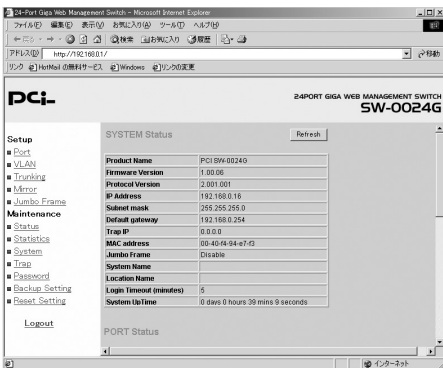 24-Port Giga Web Management Switch - Microsoft Internet Explorer
ファイル(F) 編集(E) 表示(V) お気に入り(A) ツール(T) ヘルプ(H)
戻る 検索 お気に入り 履歴
アドレス(D) http://192.168.0.1/ 移動
リンク HotMail の無料サービス Windows リンクの変更
PCi
24PORT GIGA WEB MANAGEMENT SWITCH
SW-0024G
Setup
Port
VLAN
Trunking
Mirror
Jumbo Frame
Maintenance
Status
Statistics
System
Trap
Password
Backup Setting
Reset Setting
Logout
SYSTEM Status Refresh
Product Name PCI SW-0024G
Firmware Version 1.00.06
Protocol Version 2.001.001
IP Address 192.168.0.16
Subnet mask 255.255.255.0
Default gateway 192.168.0.254
Trap IP 0.0.0.0
MAC address 00-40-f4-94-e7-f3
Jumbo Frame Disable
System Name
Location Name
Login Timeout (minutes) 5
System UpTime 0 days 0 hours 39 mins 9 seconds
PORT Status
インターネット